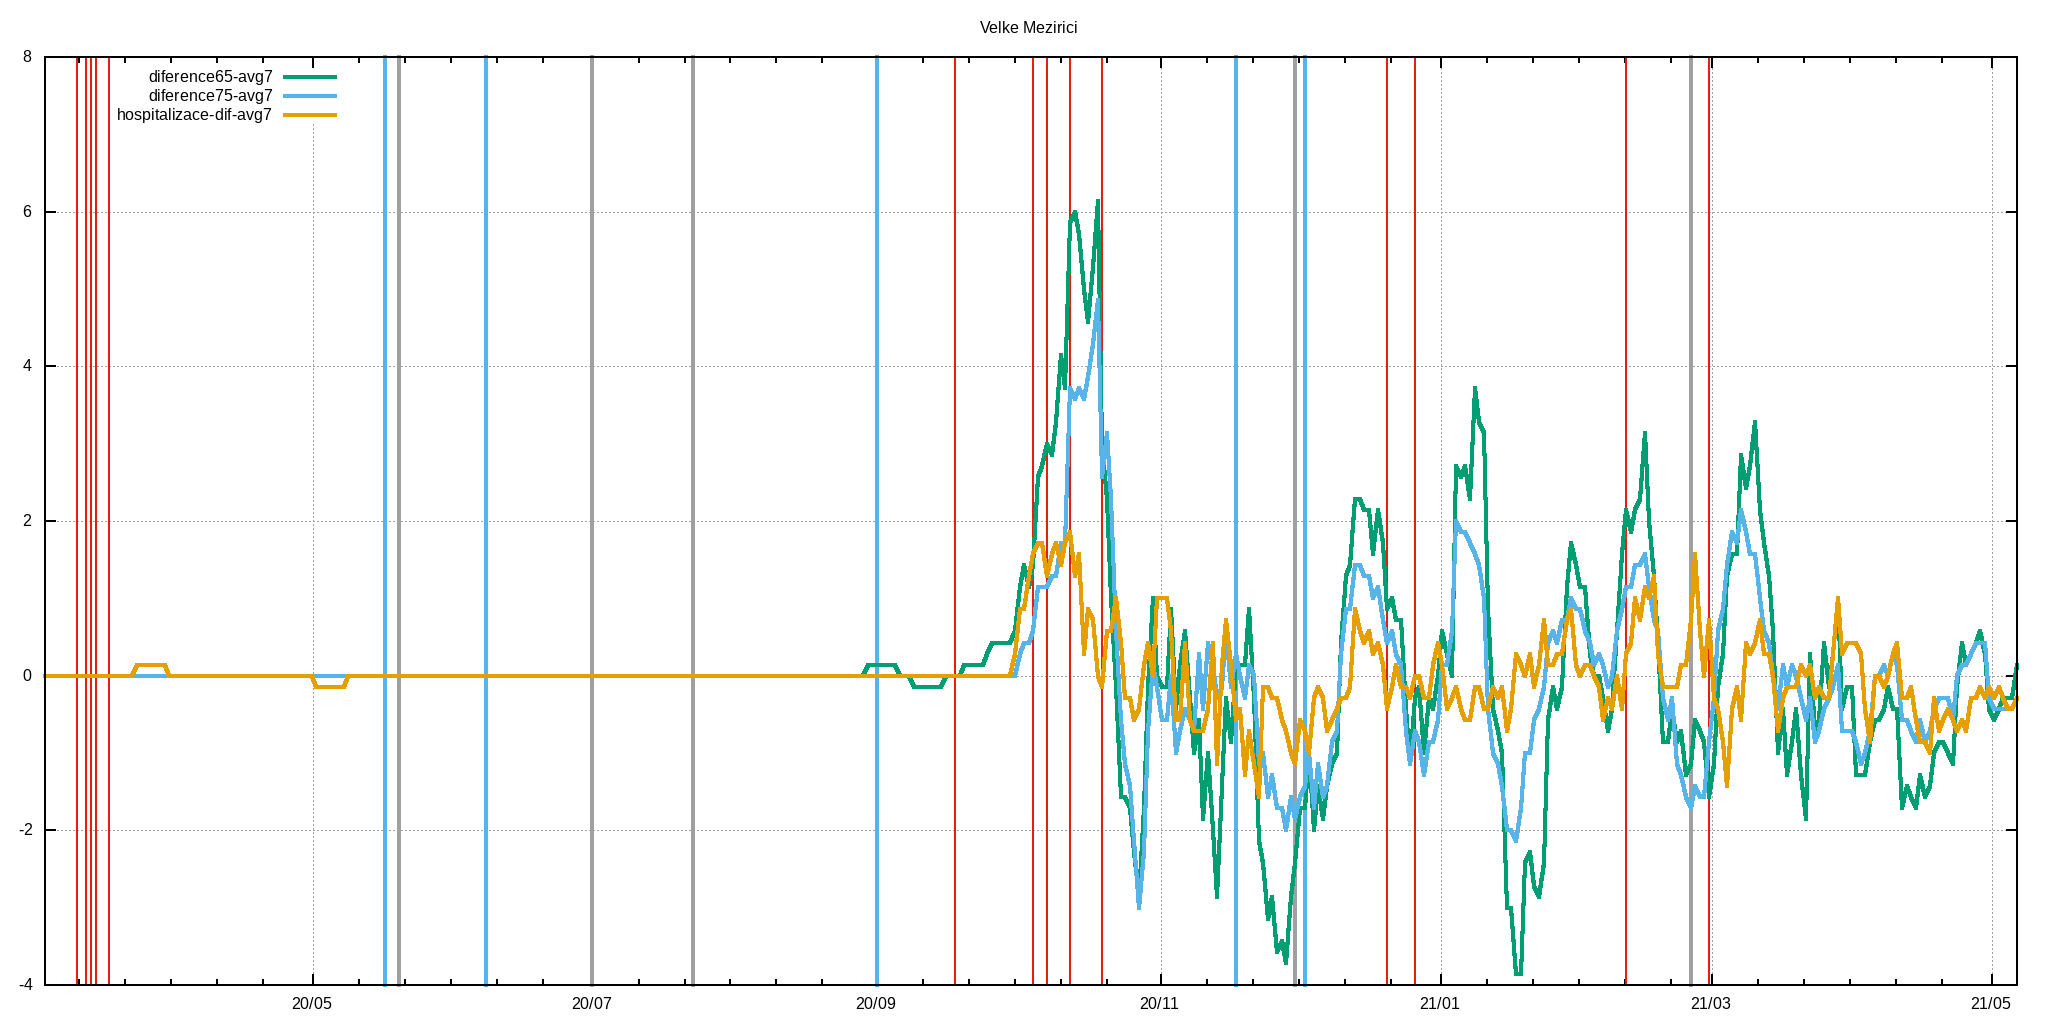 Velke Mezirici
8
diference65-avg7
diference75-avg7
hospitalizace-dif-avg7
6
4
2
0
-2
-4
20/05 20/07 20/09 20/11 21/01 21/03 21/05